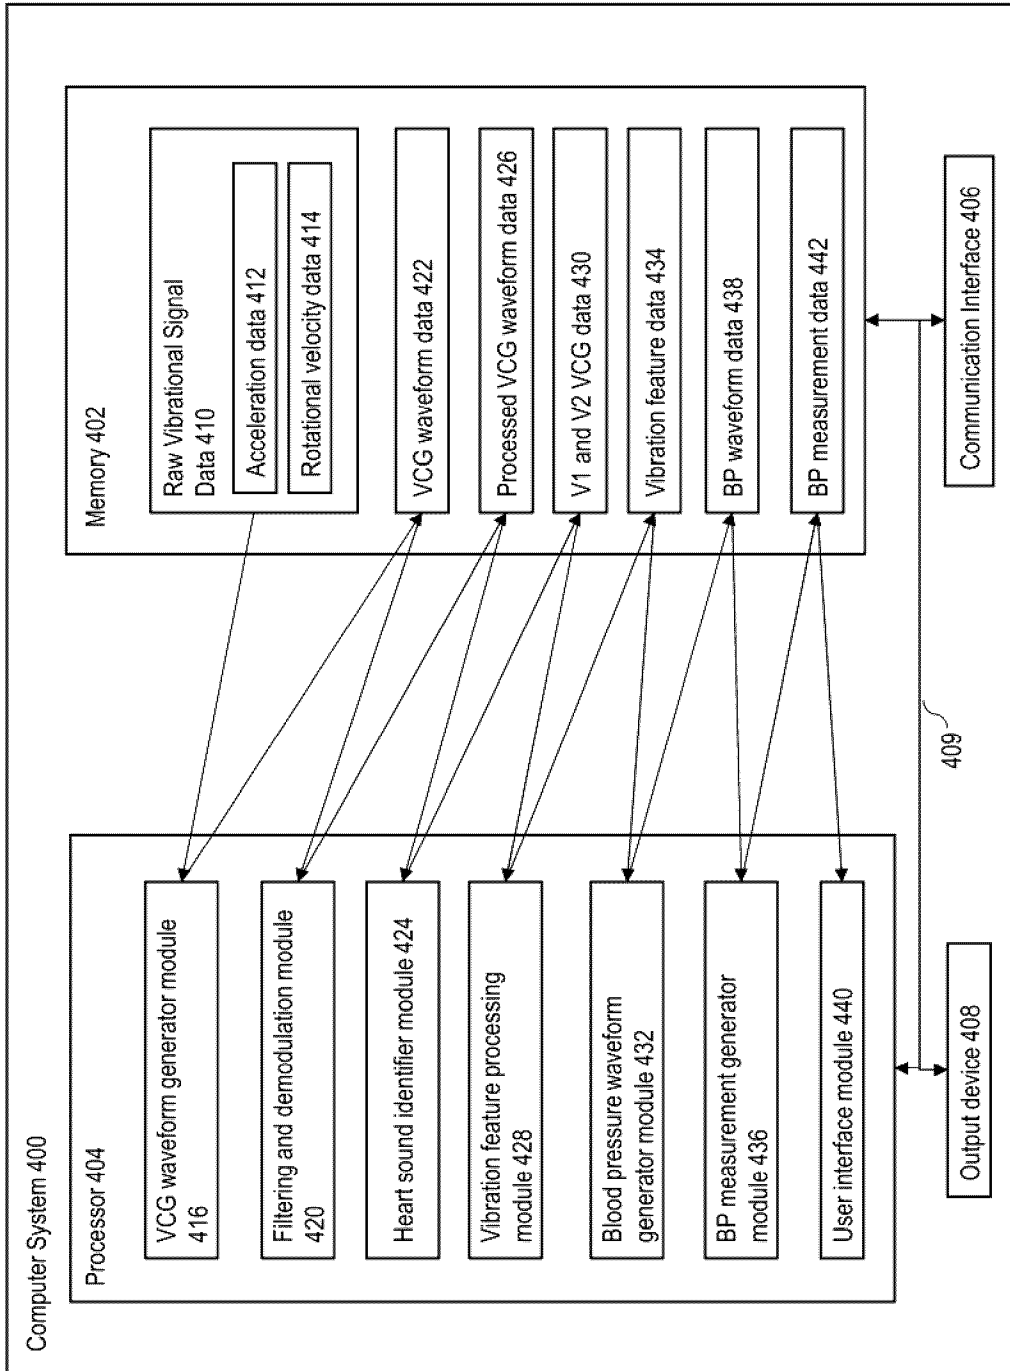 Computer System 400
Processor 404
VCG waveform generator module
416
Filtering and demodulation module
420
Heart sound identifier module 424
Vibration feature processing
module 428
Blood pressure waveform
generator module 432
BP measurement generator
module 436
User interface module 440
Output device 408
409
Memory 402
Raw Vibrational Signal
Data 410
Acceleration data 412
Rotational velocity data 414
VCG waveform data 422
Processed VCG waveform data 426
V1 and V2 VCG data 430
Vibration feature data 434
BP waveform data 438
BP measurement data 442
Communication Interface 406